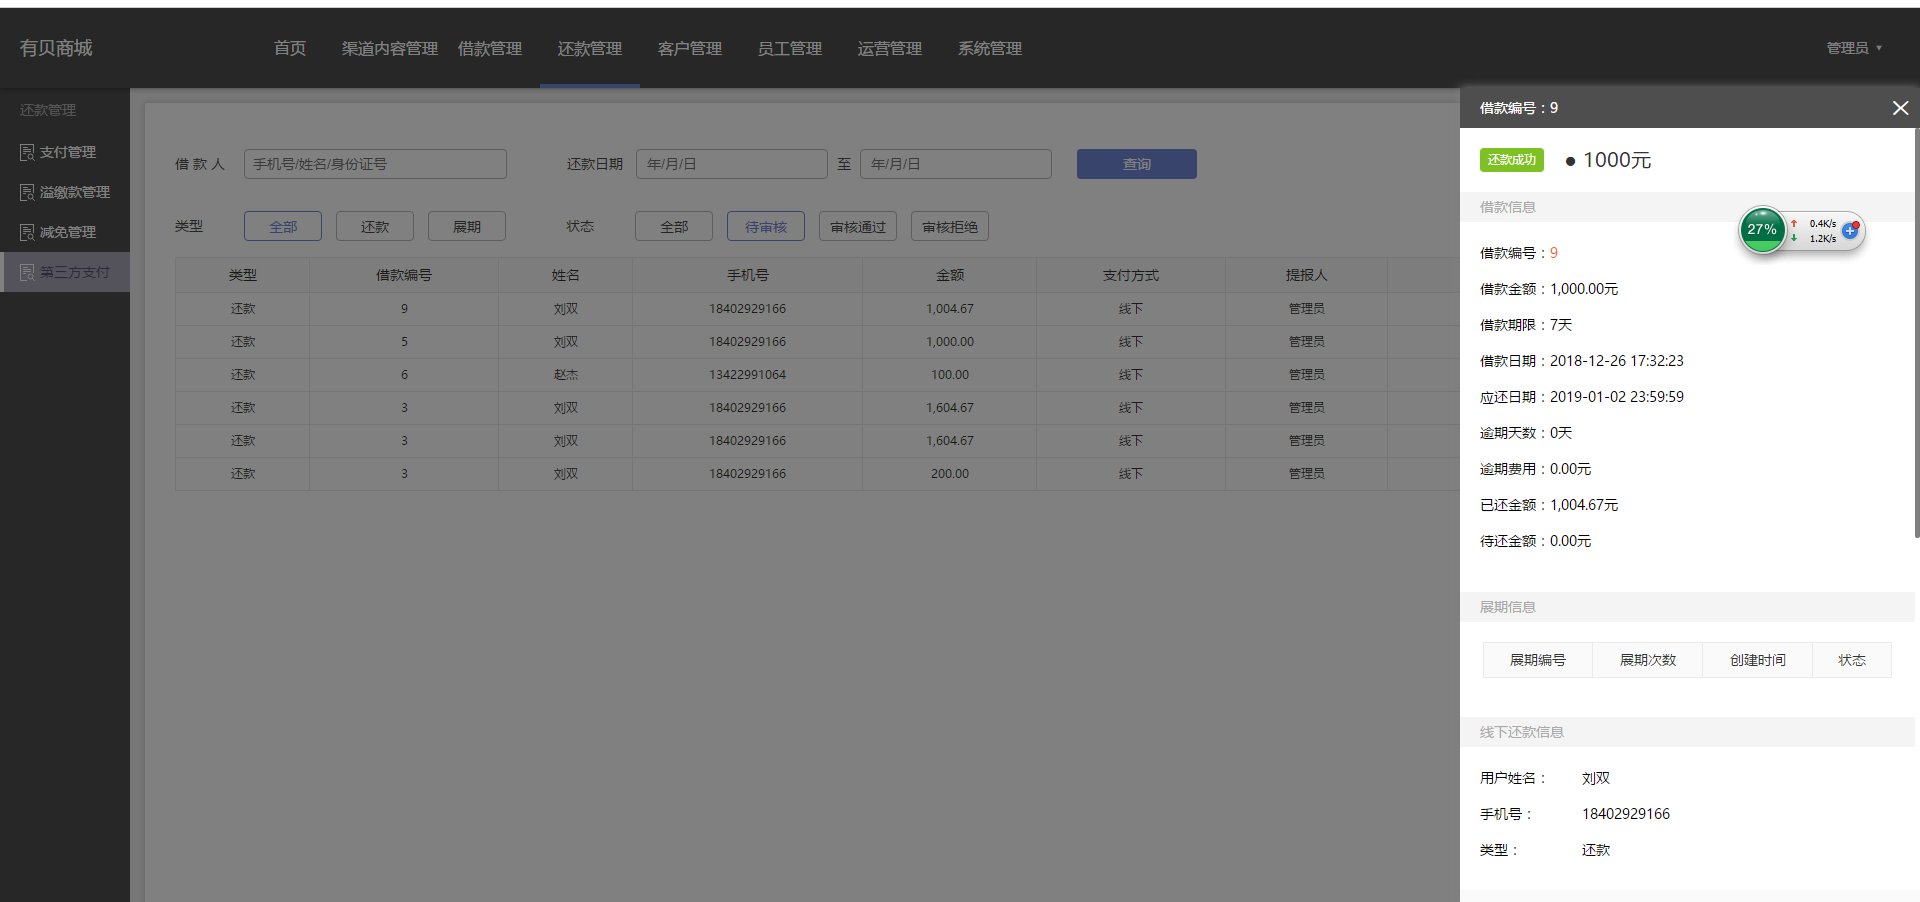 有贝商城 首页 渠道内容管理 借款管理 还款管理 客户管理 员工管理 运营管理 系统管理 管理员
还款管理
支付管理
溢缴款管理
减免管理
第三方支付
借 款 人 手机号/姓名/身份证号 还款日期 年/月/日 至 年/月/日 查询
类型 全部 还款 展期 状态 全部 待审核 审核通过 审核拒绝
类型 借款编号 姓名 手机号 金额 支付方式 提报人
还款 9 刘双 18402929166 1,004.67 线下 管理员
还款 5 刘双 18402929166 1,000.00 线下 管理员
还款 6 赵杰 13422991064 100.00 线下 管理员
还款 3 刘双 18402929166 1,604.67 线下 管理员
还款 3 刘双 18402929166 1,604.67 线下 管理员
还款 3 刘双 18402929166 200.00 线下 管理员
借款编号：9
还款成功 ● 1000元
借款信息
27% 0.4K/s
1.2K/s
借款编号：9
借款金额：1,000.00元
借款期限：7天
借款日期：2018-12-26 17:32:23
应还日期：2019-01-02 23:59:59
逾期天数：0天
逾期费用：0.00元
已还金额：1,004.67元
待还金额：0.00元
展期信息
展期编号 展期次数 创建时间 状态
线下还款信息
用户姓名： 刘双
手机号： 18402929166
类型： 还款